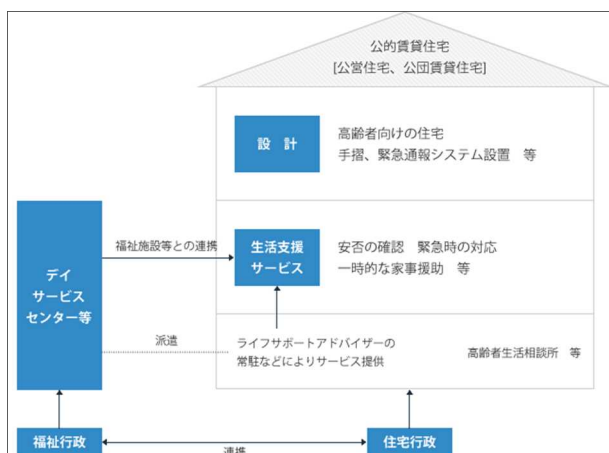 公的賃貸住宅
[公営住宅、公団賃貸住宅]
設 計
高齢者向けの住宅
手摺、緊急通報システム設置 等
デイ
サービス
センター等
福祉施設等との連携
生活支援
サービス
安否の確認 緊急時の対応
一時的な家事援助 等
派遣
ライフサポートアドバイザーの
常駐などによりサービス提供
高齢者生活相談所 等
福祉行政
連携
住宅行政